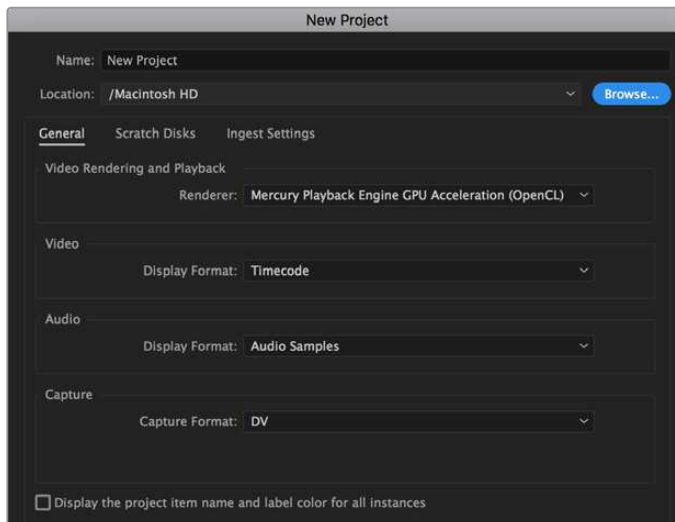 New Project
Name: New Project
Location: /Macintosh HD Browse...
General Scratch Disks Ingest Settings
Video Rendering and Playback
Renderer: Mercury Playback Engine GPU Acceleration (OpenCL)
Video
Display Format: Timecode
Audio
Display Format: Audio Samples
Capture
Capture Format: DV
Display the project item name and label color for all instances